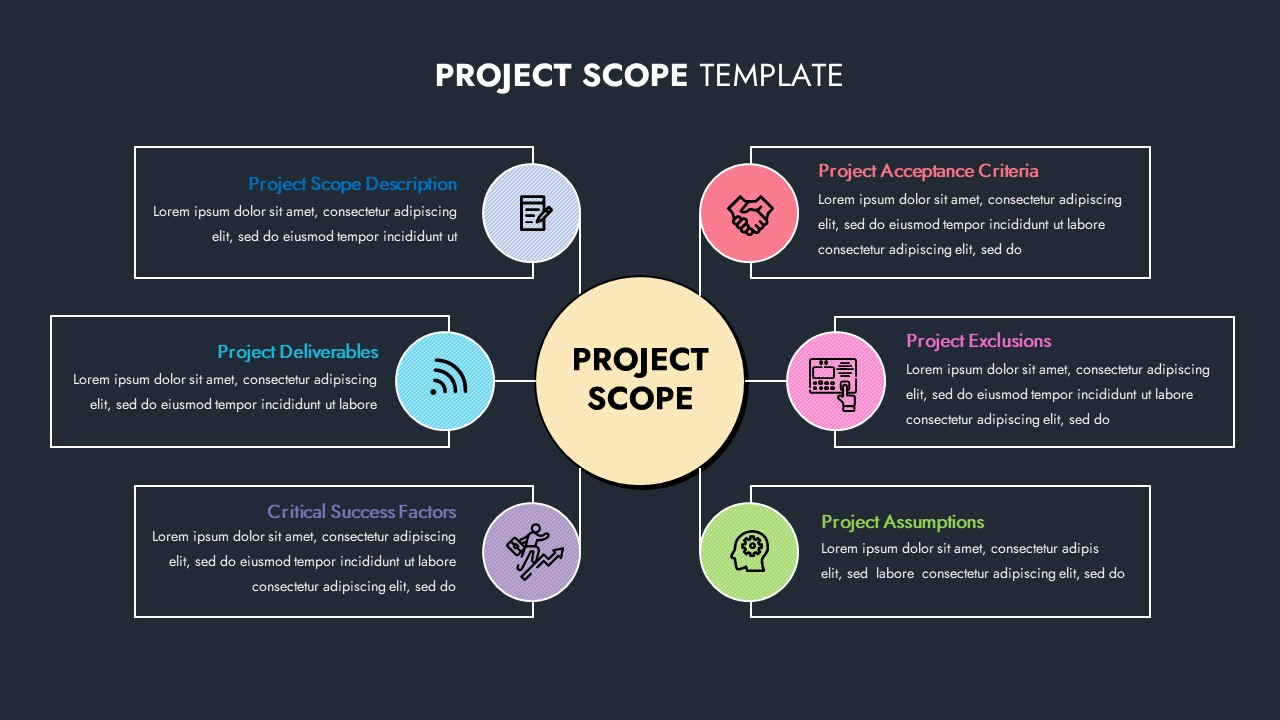 PROJECT SCOPE TEMPLATE
Project Scope Description
Lorem ipsum dolor sit amet, consectetur adipiscing
elit, sed do eiusmod tempor incididunt ut
Project Deliverables
Lorem ipsum dolor sit amet, consectetur adipiscing
elit, sed do eiusmod tempor incididunt ut labore
Critical Success Factors
Lorem ipsum dolor sit amet, consectetur adipiscing
elit, sed do eiusmod tempor incididunt ut labore
consectetur adipiscing elit, sed do
PROJECT
SCOPE
Project Acceptance Criteria
Lorem ipsum dolor sit amet, consectetur adipiscing
elit, sed do eiusmod tempor incididunt ut labore
consectetur adipiscing elit, sed do
Project Exclusions
Lorem ipsum dolor sit amet, consectetur adipiscing
elit, sed do eiusmod tempor incididunt ut labore
consectetur adipiscing elit, sed do
Project Assumptions
Lorem ipsum dolor sit amet, consectetur adipis
elit, sed labore consectetur adipiscing elit, sed do